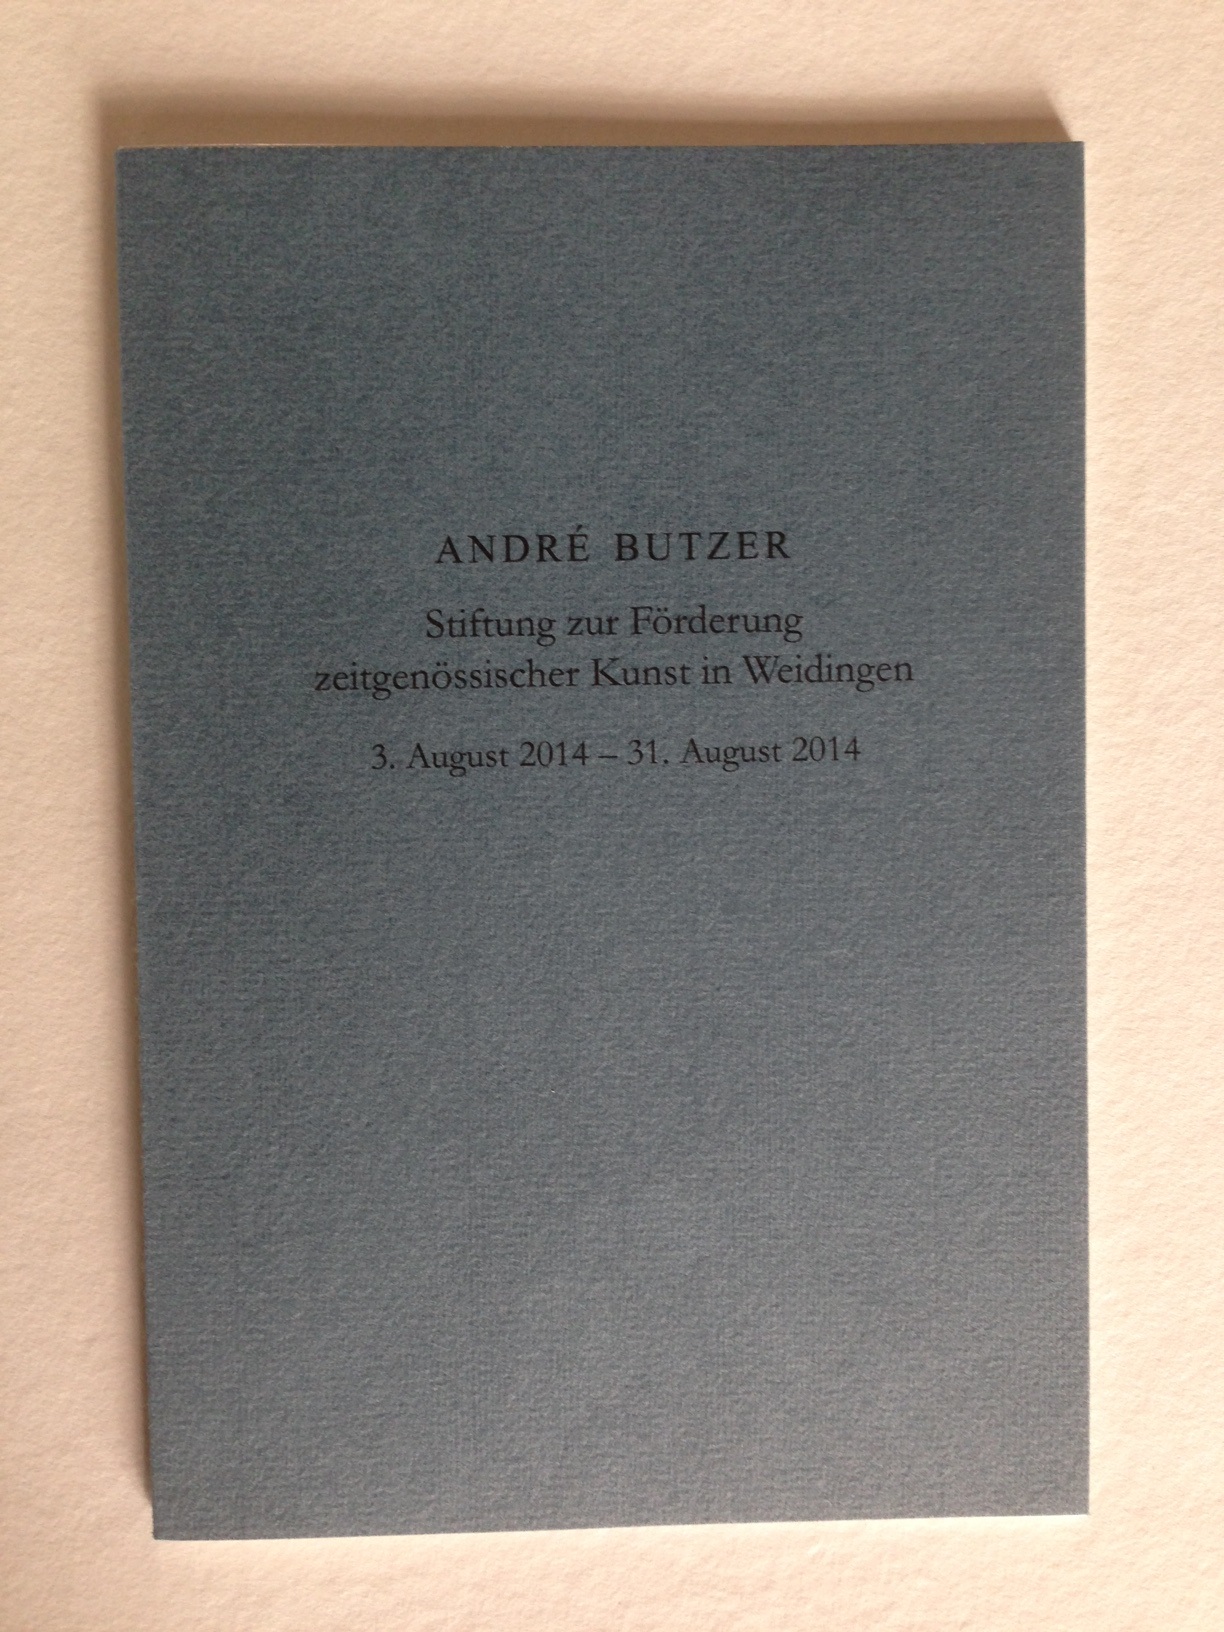 ANDRÉ BUTZER
Stiftung zur Förderung
zeitgenössischer Kunst in Weidingen
3. August 2014 – 31. August 2014